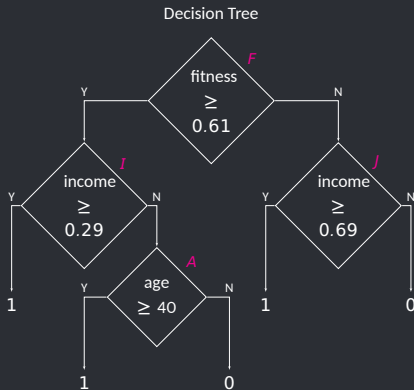 Decision Tree
F
fitness
≥
0.61
Y
N
I
income
≥
0.29
Y
N
J
income
≥
0.69
Y
N
A
age
≥ 40
Y
N
1
1
0
1
0